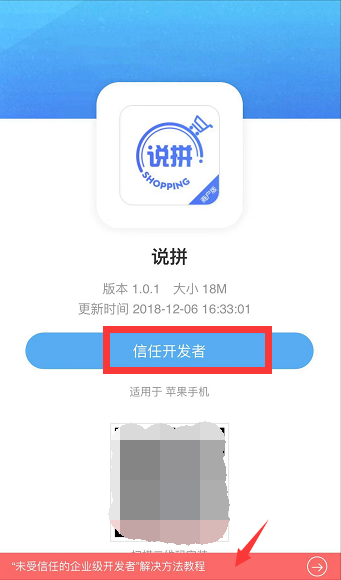 说拼
SHOPPING
商户版
说拼
版本 1.0.1 大小 18M
更新时间 2018-12-06 16:33:01
信任开发者
适用于 苹果手机
“未受信任的企业级开发者”解决方法教程